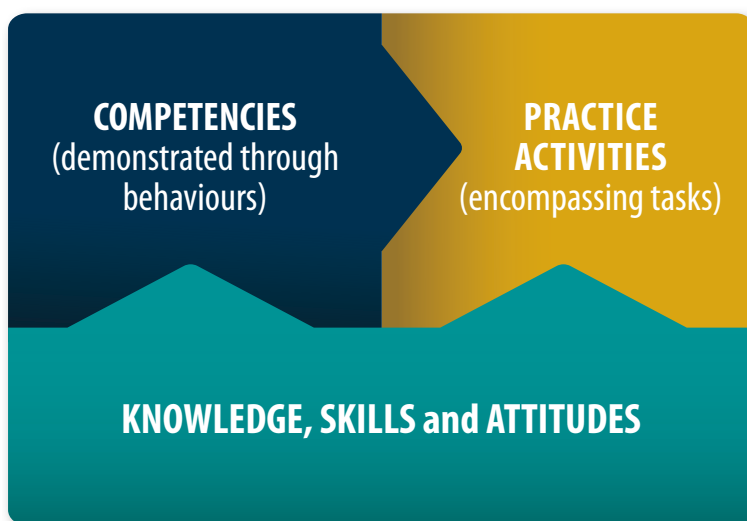 COMPETENCIES
(demonstrated through
behaviours)
PRACTICE
ACTIVITIES
(encompassing tasks)
KNOWLEDGE, SKILLS and ATTITUDES